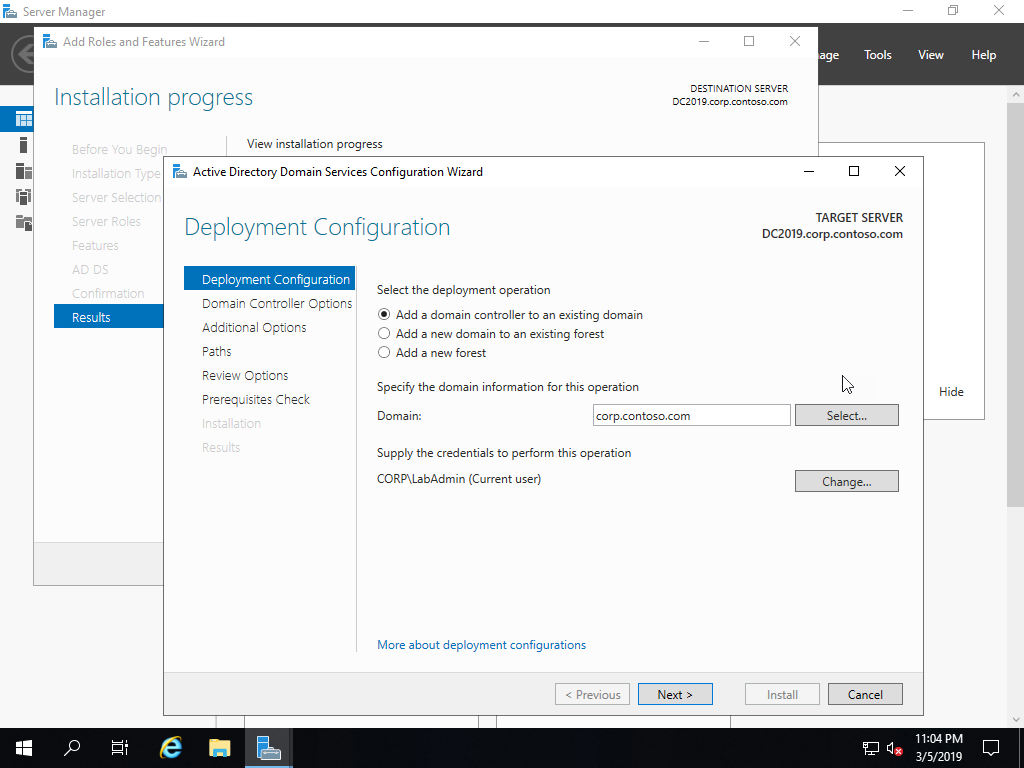 Server Manager
Add Roles and Features Wizard
Tools View Help
Installation progress
DESTINATION SERVER
DC2019.corp.contoso.com
View installation progress
Before You Begin
Installation Type
Server Selection
Server Roles
Features
AD DS
Confirmation
Results
Active Directory Domain Services Configuration Wizard
Deployment Configuration
TARGET SERVER
DC2019.corp.contoso.com
Deployment Configuration
Domain Controller Options
Additional Options
Paths
Review Options
Prerequisites Check
Installation
Results
Select the deployment operation
Add a domain controller to an existing domain
Add a new domain to an existing forest
Add a new forest
Specify the domain information for this operation
Domain: corp.contoso.com Select...
Supply the credentials to perform this operation
CORP\LabAdmin (Current user) Change...
More about deployment configurations
< Previous Next > Install Cancel
Hide
11:04 PM
3/5/2019